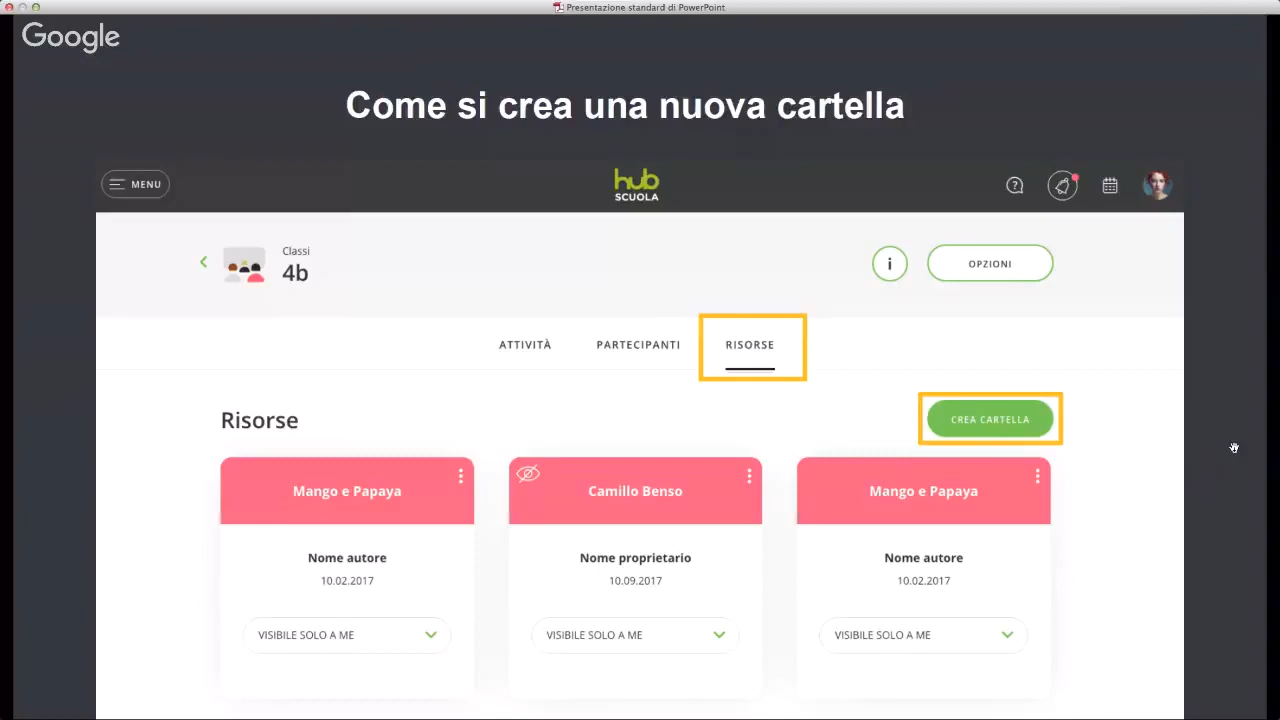 Presentazione standard di PowerPoint
Google
Come si crea una nuova cartella
MENU
hub
SCUOLA
Classi
4b
i
OPZIONI
ATTIVITÀ
PARTECIPANTI
RISORSE
Risorse
CREA CARTELLA
Mango e Papaya
Camillo Benso
Mango e Papaya
Nome autore
Nome proprietario
Nome autore
10.02.2017
10.09.2017
10.02.2017
VISIBILE SOLO A ME
VISIBILE SOLO A ME
VISIBILE SOLO A ME